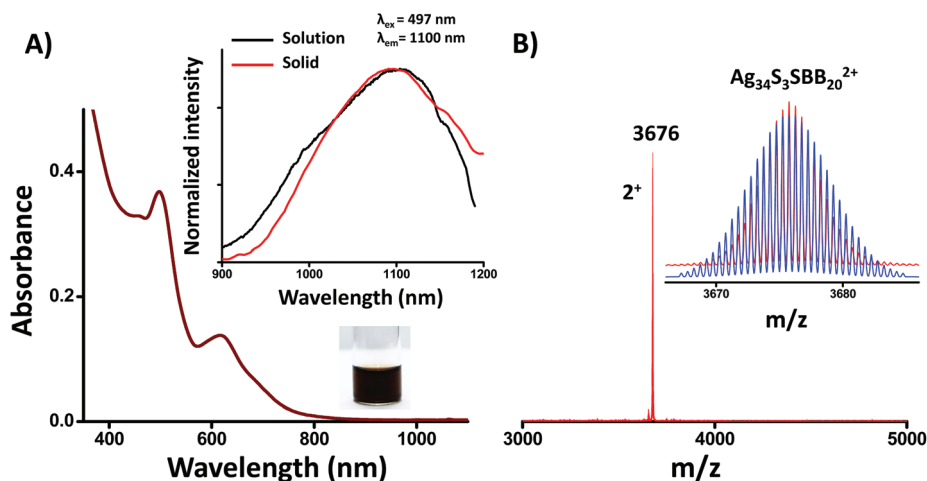 A)
λex = 497 nm
λem = 1100 nm
Solution
Solid
Normalized intensity
900 1000 1100 1200
Wavelength (nm)
Absorbance
0.4
0.2
0.0
400 600 800 1000
Wavelength (nm)
B)
Ag34S3SBB20 2+
3676
2+
3670 3680
m/z
3000 4000 5000
m/z